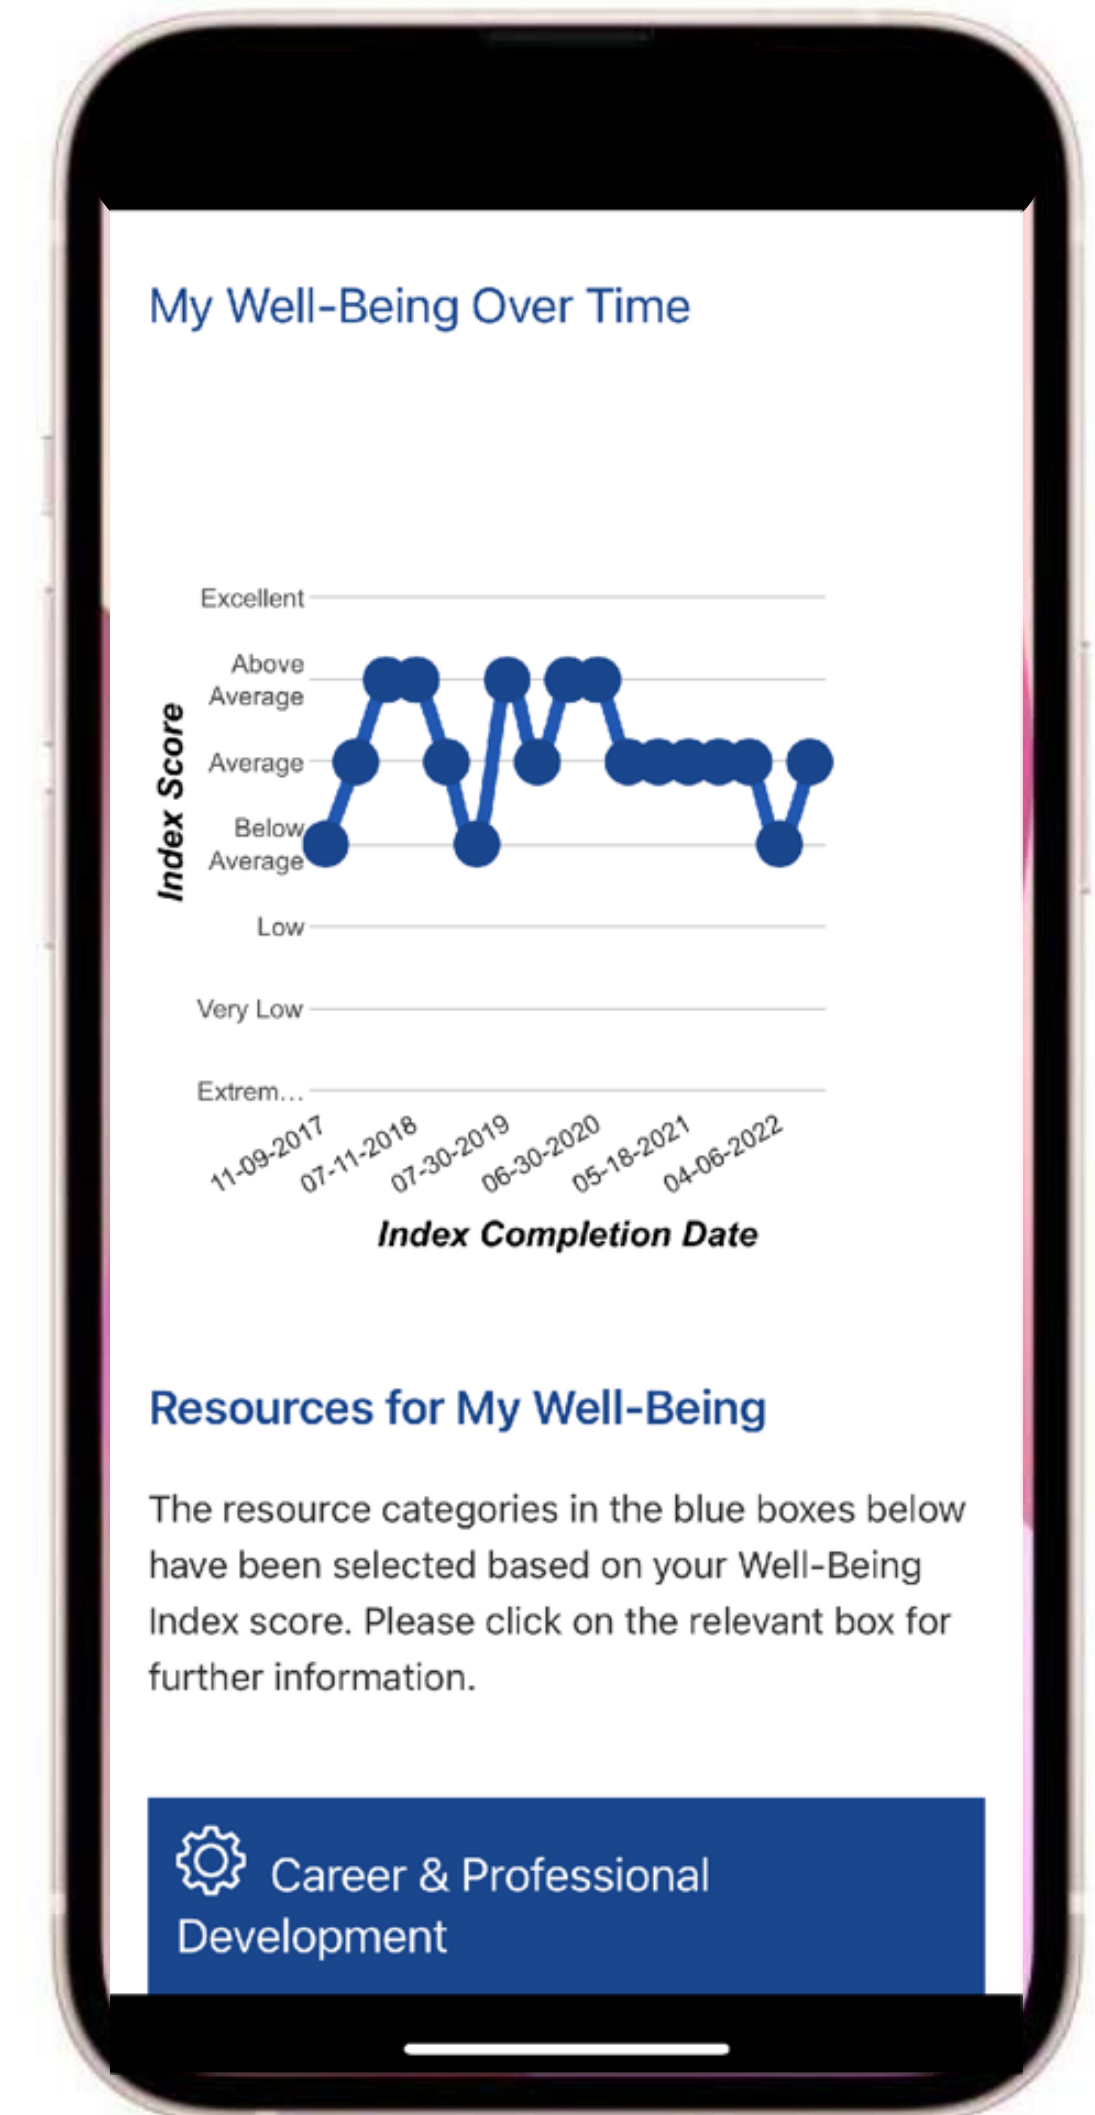 My Well-Being Over Time
Excellent
Above
Average
Average
Below
Average
Low
Very Low
Extrem...
Index Score
11-09-2017
07-11-2018
07-30-2019
06-30-2020
05-18-2021
04-06-2022
Index Completion Date
Resources for My Well-Being
The resource categories in the blue boxes below
have been selected based on your Well-Being
Index score. Please click on the relevant box for
further information.
Career & Professional
Development